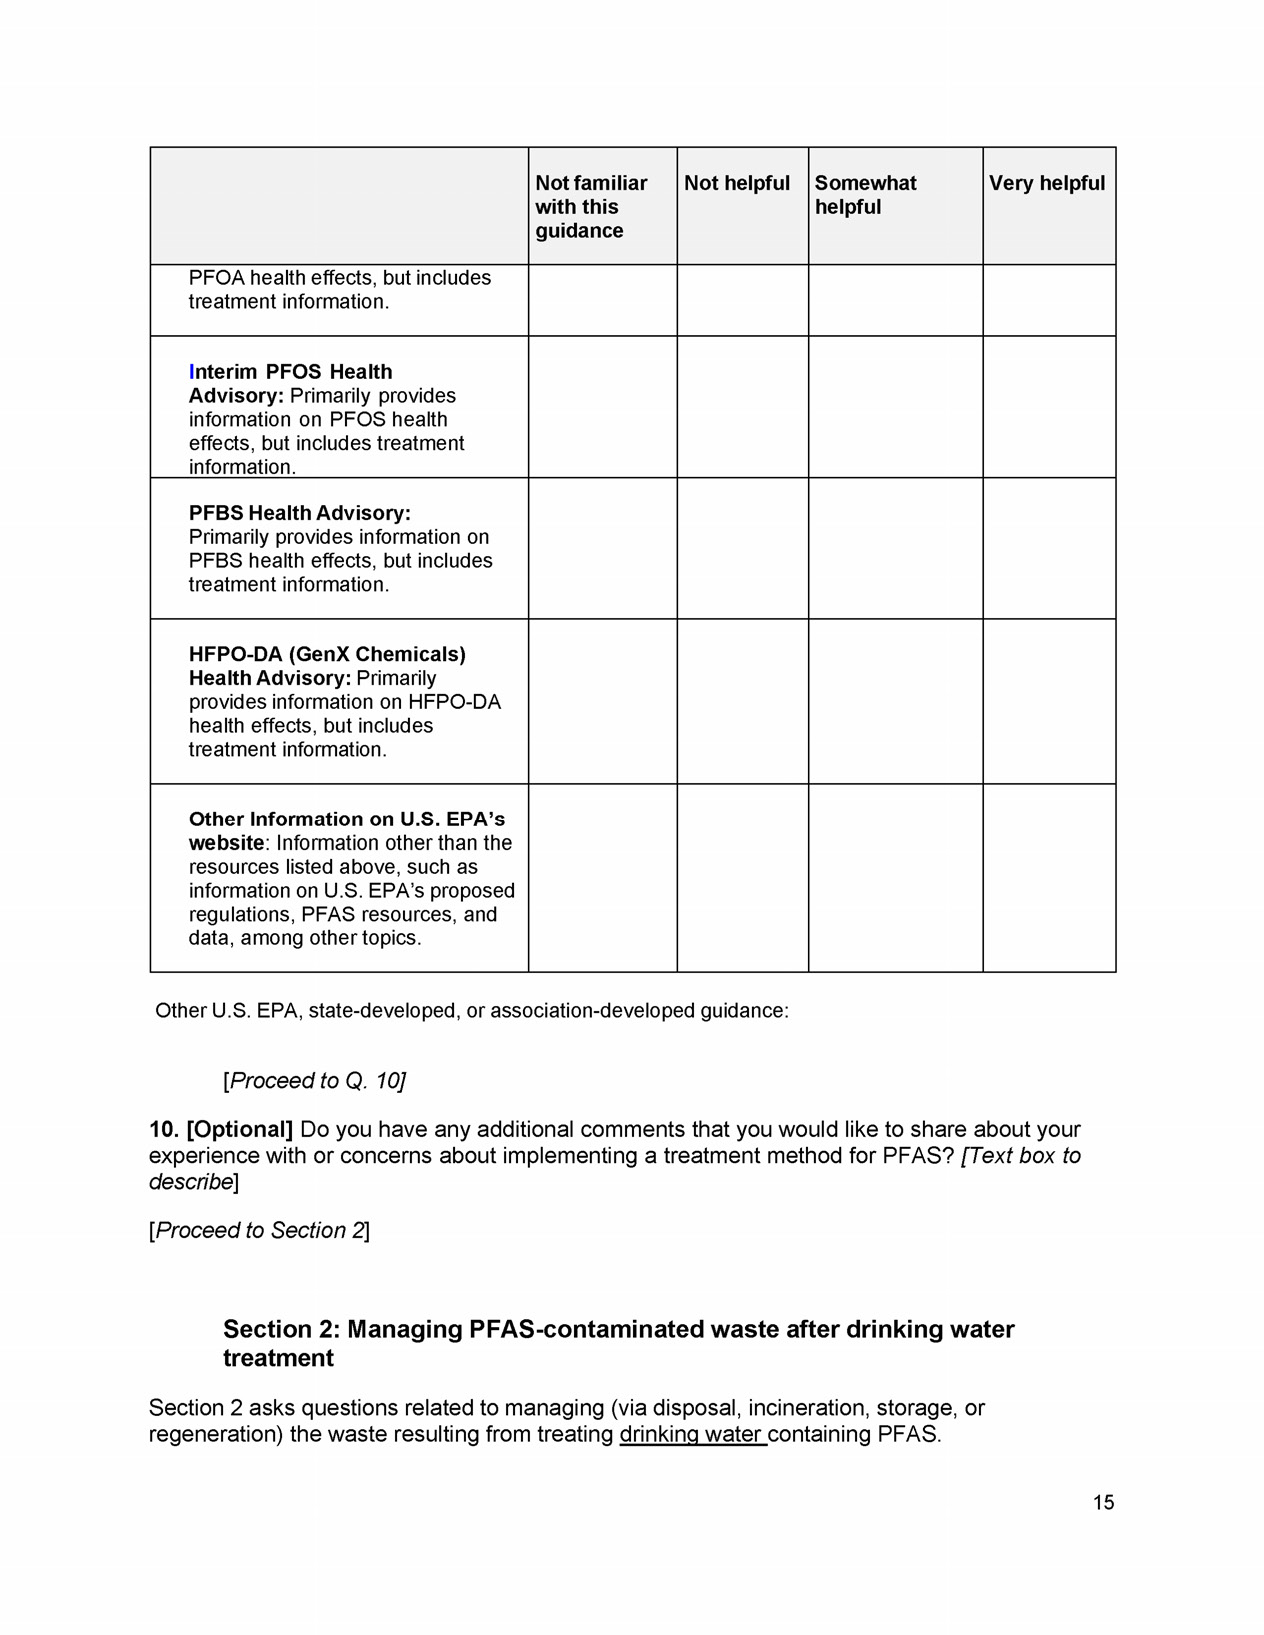 Not familiar with this guidance
Not helpful
Somewhat helpful
Very helpful
PFOA health effects, but includes
treatment information.
Interim PFOS Health
Advisory: Primarily provides
information on PFOS health
effects, but includes treatment
information.
PFBS Health Advisory:
Primarily provides information on
PFBS health effects, but includes
treatment information.
HFPO-DA (GenX Chemicals)
Health Advisory: Primarily
provides information on HFPO-DA
health effects, but includes
treatment information.
Other Information on U.S. EPA’s
website: Information other than the
resources listed above, such as
information on U.S. EPA’s proposed
regulations, PFAS resources, and
data, among other topics.
Other U.S. EPA, state-developed, or association-developed guidance:
[Proceed to Q. 10]
10. [Optional] Do you have any additional comments that you would like to share about your
experience with or concerns about implementing a treatment method for PFAS? [Text box to
describe]
[Proceed to Section 2]
Section 2: Managing PFAS-contaminated waste after drinking water
treatment
Section 2 asks questions related to managing (via disposal, incineration, storage, or
regeneration) the waste resulting from treating drinking water containing PFAS.
15